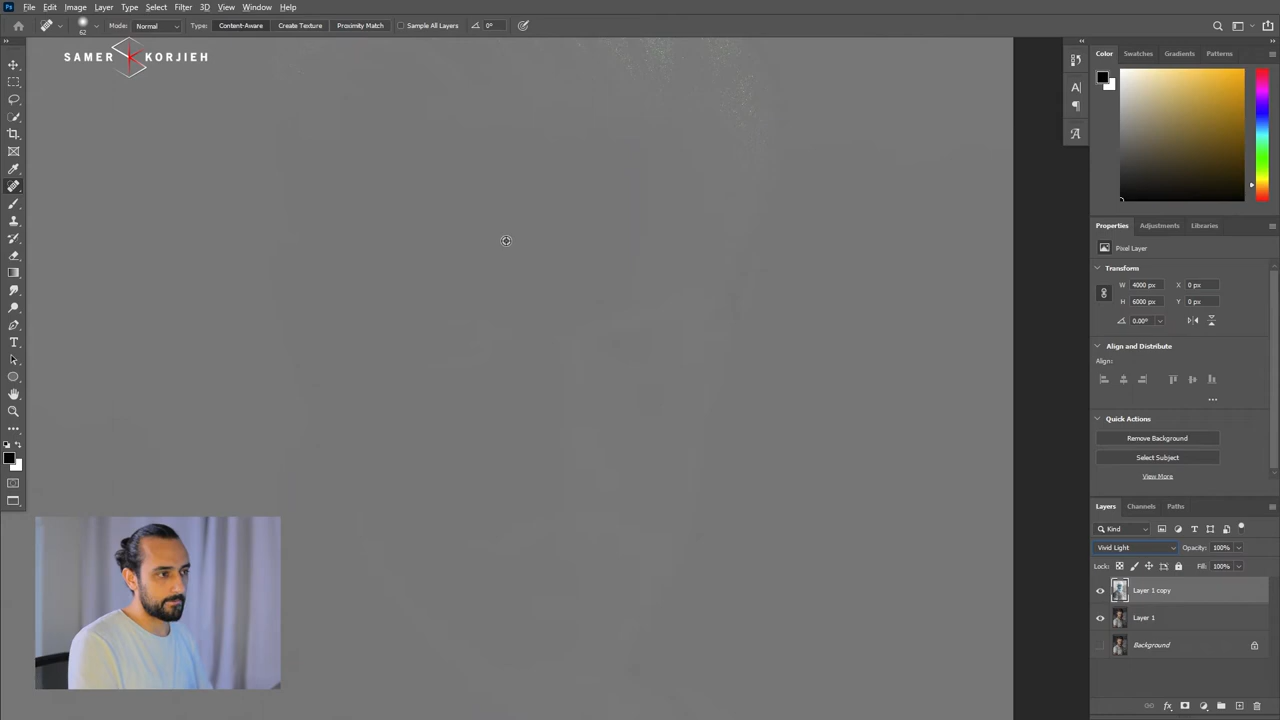 File Edit Image Layer Type Select Filter 3D View Window Help
Mode: Normal Type: Content-Aware Create Texture Proximity Match Sample All Layers 0°
62
SAMER KORJIEH
Color Swatches Gradients Patterns
Properties Adjustments Libraries
Pixel Layer
Transform
W 4000 px X 0 px
H 6000 px Y 0 px
0.00°
Align and Distribute
Align:
Quick Actions
Remove Background
Select Subject
View More
Layers Channels Paths
Kind
Vivid Light Opacity: 100%
Lock: Fill: 100%
Layer 1 copy
Layer 1
Background